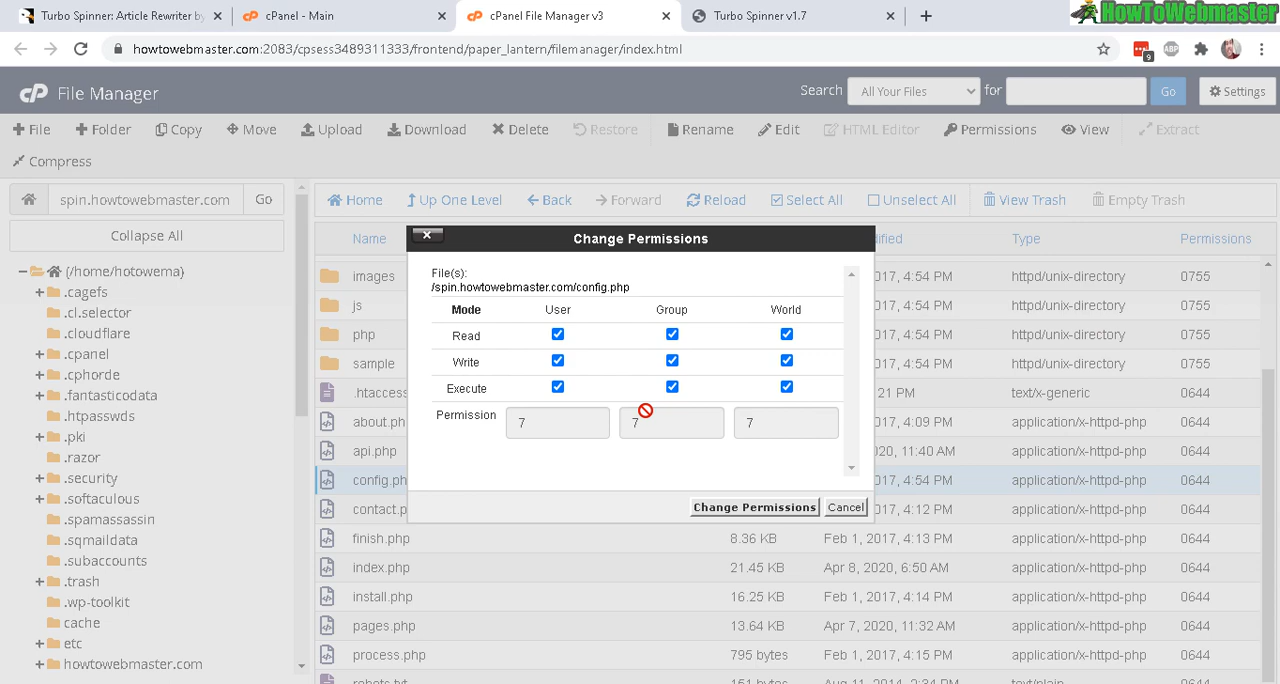 Turbo Spinner: Article Rewriter by
cPanel - Main
cPanel File Manager v3
Turbo Spinner v1.7
HowToWebmaster
howtowebmaster.com:2083/cpsess3489311333/frontend/paper_lantern/filemanager/index.html
9
ABP
cP File Manager
Search All Your Files for Go Settings
+ File + Folder Copy Move Upload Download Delete Restore Rename Edit HTML Editor Permissions View Extract
Compress
spin.howtowebmaster.com Go
Home Up One Level Back Forward Reload Select All Unselect All View Trash Empty Trash
Collapse All
Name
Type Permissions
(/home/hotowema)
.cagefs
.cl.selector
.cloudflare
.cpanel
.cphorde
.fantasticodata
.htpasswds
.pki
.razor
.security
.softaculous
.spamassassin
.sqmaildata
.subaccounts
.trash
.wp-toolkit
cache
etc
howtowebmaster.com
Change Permissions
File(s):
/spin.howtowebmaster.com/config.php
Mode User Group World
Read
Write
Execute
Permission 7 7 7
Change Permissions Cancel
images 4:54 PM httpd/unix-directory 0755
js 4:54 PM httpd/unix-directory 0755
php 4:54 PM httpd/unix-directory 0755
sample 4:54 PM httpd/unix-directory 0755
.htaccess 21 PM text/x-generic 0644
about.ph 4:09 PM application/x-httpd-php 0644
api.php 11:40 AM application/x-httpd-php 0644
config.ph 4:54 PM application/x-httpd-php 0644
contact.p 4:12 PM application/x-httpd-php 0644
finish.php 8.36 KB Feb 1, 2017, 4:13 PM application/x-httpd-php 0644
index.php 21.45 KB Apr 8, 2020, 6:50 AM application/x-httpd-php 0644
install.php 16.25 KB Feb 1, 2017, 4:14 PM application/x-httpd-php 0644
pages.php 13.64 KB Apr 7, 2020, 11:32 AM application/x-httpd-php 0644
process.php 795 bytes Feb 1, 2017, 4:15 PM application/x-httpd-php 0644
robots.txt 151 bytes Aug 11, 2014, 2:34 PM text/plain 0644